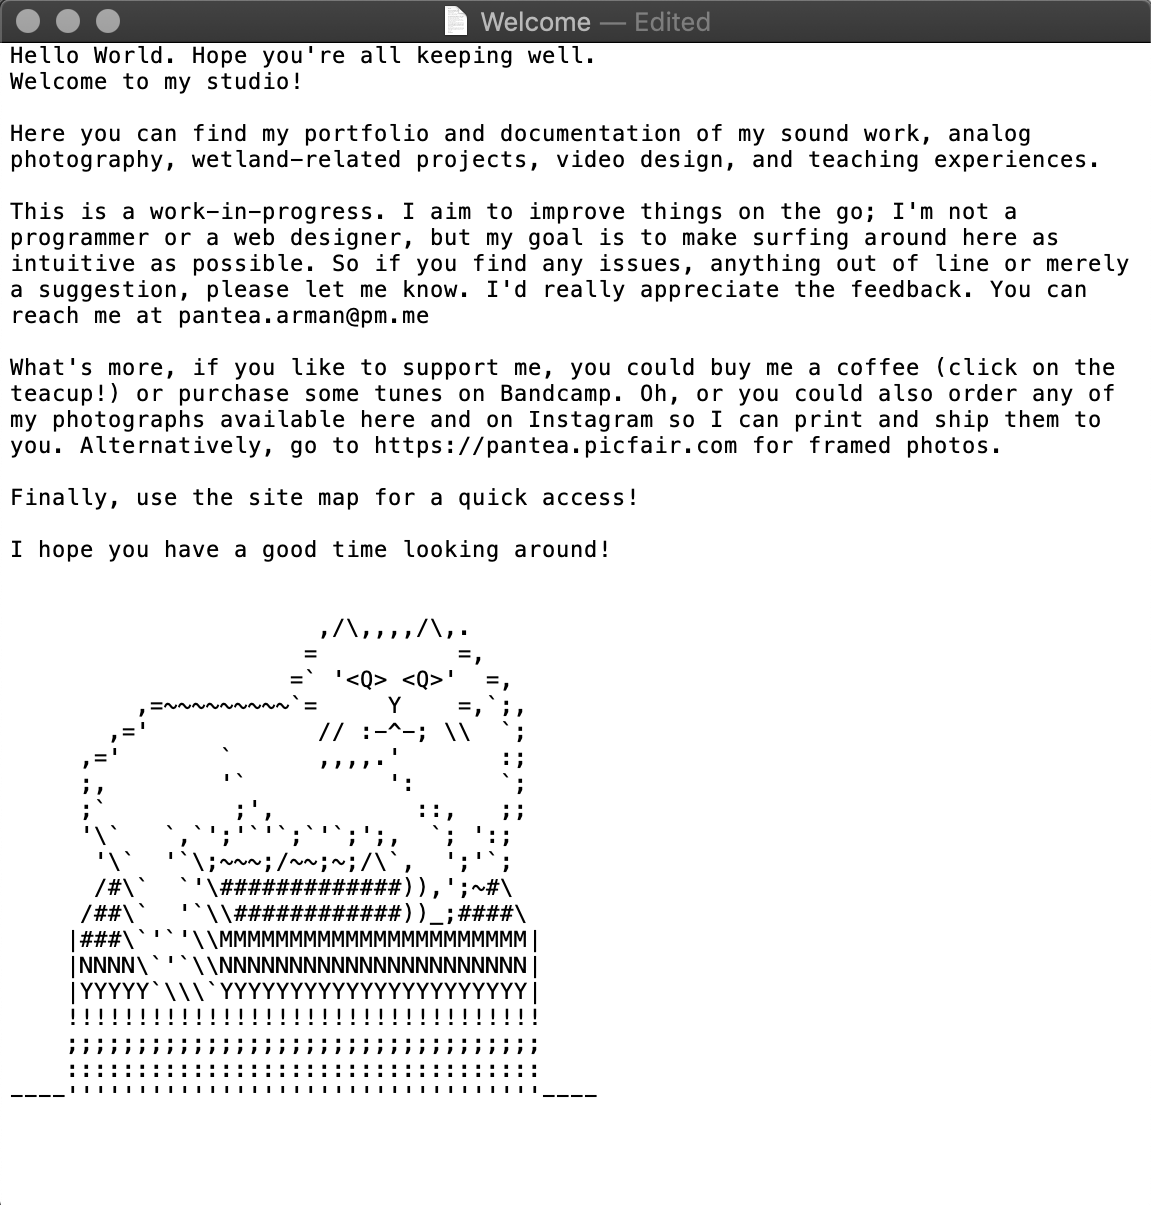 Welcome — Edited
Hello World. Hope you're all keeping well.
Welcome to my studio!
Here you can find my portfolio and documentation of my sound work, analog
photography, wetland-related projects, video design, and teaching experiences.
This is a work-in-progress. I aim to improve things on the go; I'm not a
programmer or a web designer, but my goal is to make surfing around here as
intuitive as possible. So if you find any issues, anything out of line or merely
a suggestion, please let me know. I'd really appreciate the feedback. You can
reach me at pantea.arman@pm.me
What's more, if you like to support me, you could buy me a coffee (click on the
teacup!) or purchase some tunes on Bandcamp. Oh, or you could also order any of
my photographs available here and on Instagram so I can print and ship them to
you. Alternatively, go to https://pantea.picfair.com for framed photos.
Finally, use the site map for a quick access!
I hope you have a good time looking around!